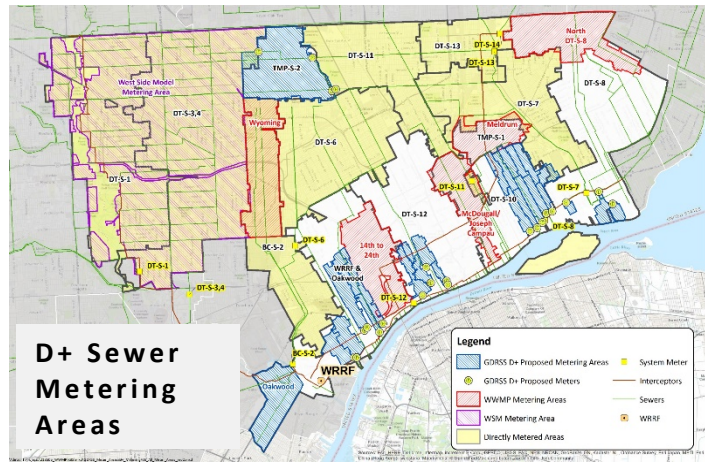 North
DT-S-8
DT-S-14
DT-S-13
DT-S-11
DT-S-13
TMP-S-2
West Side Model
Metering Area
DT-S-8
DT-S-3,4
DT-S-7
Wyoming
Meldrum
TMP-S-1
DT-S-6
DT-S-1
DT-S-11
DT-S-10
DT-S-7
DT-S-12
McDougall/
Joseph
Campau
DT-S-8
BC-S-2
DT-S-6
14th to
24th
WRRF &
Oakwood
DT-S-1
DT-S-3,4
DT-S-12
BC-S-2
WRRF
Oakwood
D+ Sewer
Metering
Areas
Legend
GDRSS D+ Proposed Metering Areas
System Meter
GDRSS D+ Proposed Meters
Interceptors
WWMP Metering Areas
Sewers
WSM Metering Area
WRRF
Directly Metered Areas